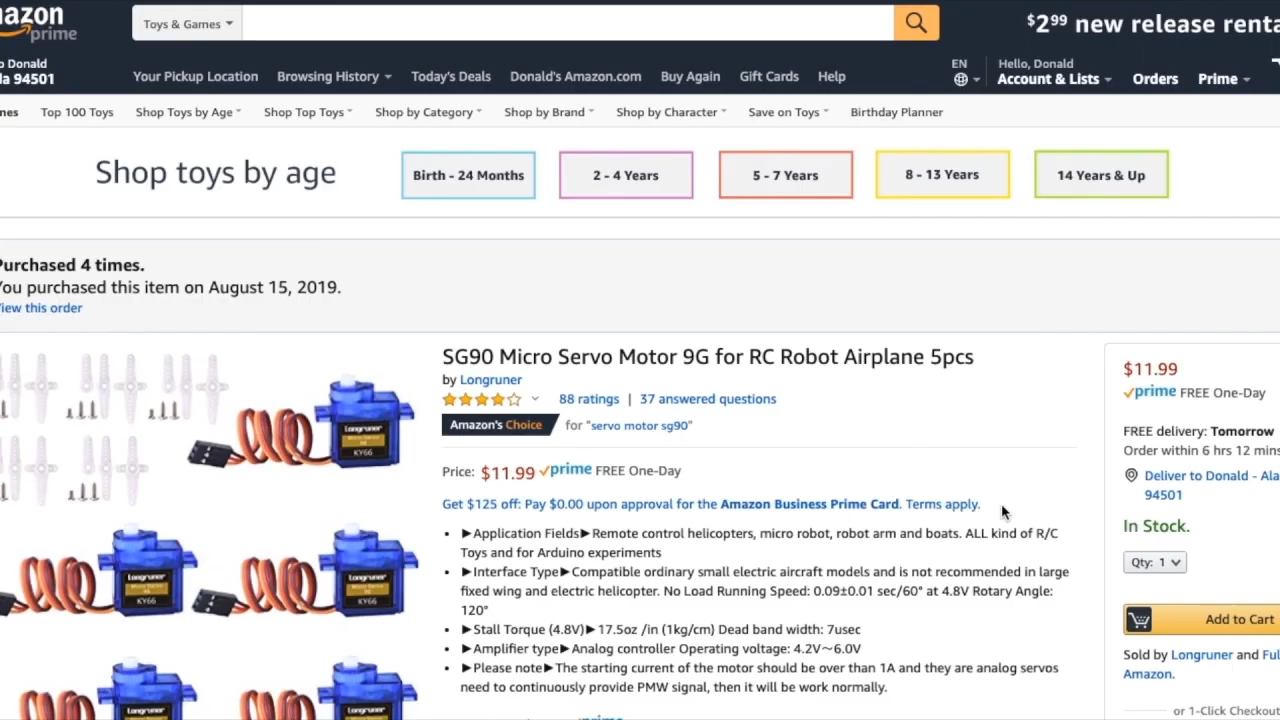 azon
prime
Toys & Games
$2.99 new release renta
o Donald
da 94501
Your Pickup Location Browsing History Today's Deals Donald's Amazon.com Buy Again Gift Cards Help
EN
Hello, Donald
Account & Lists Orders Prime
nes Top 100 Toys Shop Toys by Age Shop Top Toys Shop by Category Shop by Brand Shop by Character Save on Toys Birthday Planner
Shop toys by age Birth - 24 Months 2 - 4 Years 5 - 7 Years 8 - 13 Years 14 Years & Up
Purchased 4 times.
You purchased this item on August 15, 2019.
View this order
Longruner
KY66
Longruner
KY66
Longruner
KY66
Longruner
Longruner
SG90 Micro Servo Motor 9G for RC Robot Airplane 5pcs
by Longruner
88 ratings | 37 answered questions
Amazon's Choice for "servo motor sg90"
Price: $11.99 prime FREE One-Day
Get $125 off: Pay $0.00 upon approval for the Amazon Business Prime Card. Terms apply.
• ►Application Fields►Remote control helicopters, micro robot, robot arm and boats. ALL kind of R/C
Toys and for Arduino experiments
• ►Interface Type►Compatible ordinary small electric aircraft models and is not recommended in large
fixed wing and electric helicopter. No Load Running Speed: 0.09±0.01 sec/60° at 4.8V Rotary Angle:
120°
• ►Stall Torque (4.8V)►17.5oz /in (1kg/cm) Dead band width: 7usec
• ►Amplifier type►Analog controller Operating voltage: 4.2V～6.0V
• ►Please note►The starting current of the motor should be over than 1A and they are analog servos
need to continuously provide PMW signal, then it will be work normally.
$11.99
prime FREE One-Day
FREE delivery: Tomorrow
Order within 6 hrs 12 mins
Deliver to Donald - Ala
94501
In Stock.
Qty: 1
Add to Cart
Sold by Longruner and Ful
Amazon.
or 1-Click Checkout